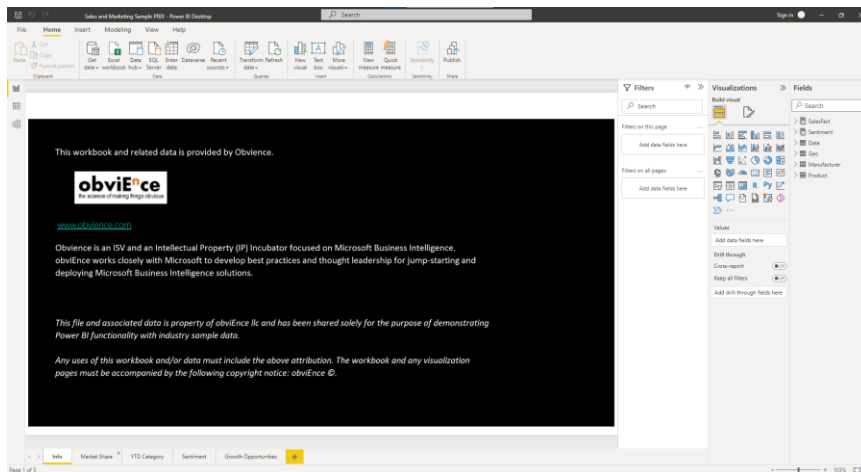 Sales and Marketing Sample PBIX - Power BI Desktop
Search
Sign in
File Home Insert Modeling View Help
Paste
Cut
Copy
Format painter
Get data
Excel workbook
Data hub
SQL Server
Enter data
Dataverse
Recent sources
Transform data
Refresh
New visual
Text box
More visuals
New measure
Quick measure
Sensitivity
Publish
Clipboard
Data
Queries
Insert
Calculations
Sensitivity
Share
This workbook and related data is provided by Obvience.
obviEnce
the science of making things obvious
www.obvience.com
Obvience is an ISV and an Intellectual Property (IP) Incubator focused on Microsoft Business Intelligence.
obviEnce works closely with Microsoft to develop best practices and thought leadership for jump-starting and
deploying Microsoft Business Intelligence solutions.
This file and associated data is property of obviEnce llc and has been shared solely for the purpose of demonstrating
Power BI functionality with industry sample data.
Any uses of this workbook and/or data must include the above attribution. The workbook and any visualization
pages must be accompanied by the following copyright notice: obviEnce ©.
Filters
Search
Filters on this page
Add data fields here
Filters on all pages
Add data fields here
Visualizations
Build visual
R Py
Values
Add data fields here
Drill through
Cross-report
Off
Keep all filters
Off
Add drill-through fields here
Fields
Search
SalesFact
Sentiment
Date
Geo
Manufacturer
Product
Info
Market Share
YTD Category
Sentiment
Growth Opportunities
Page 1 of 5
103%